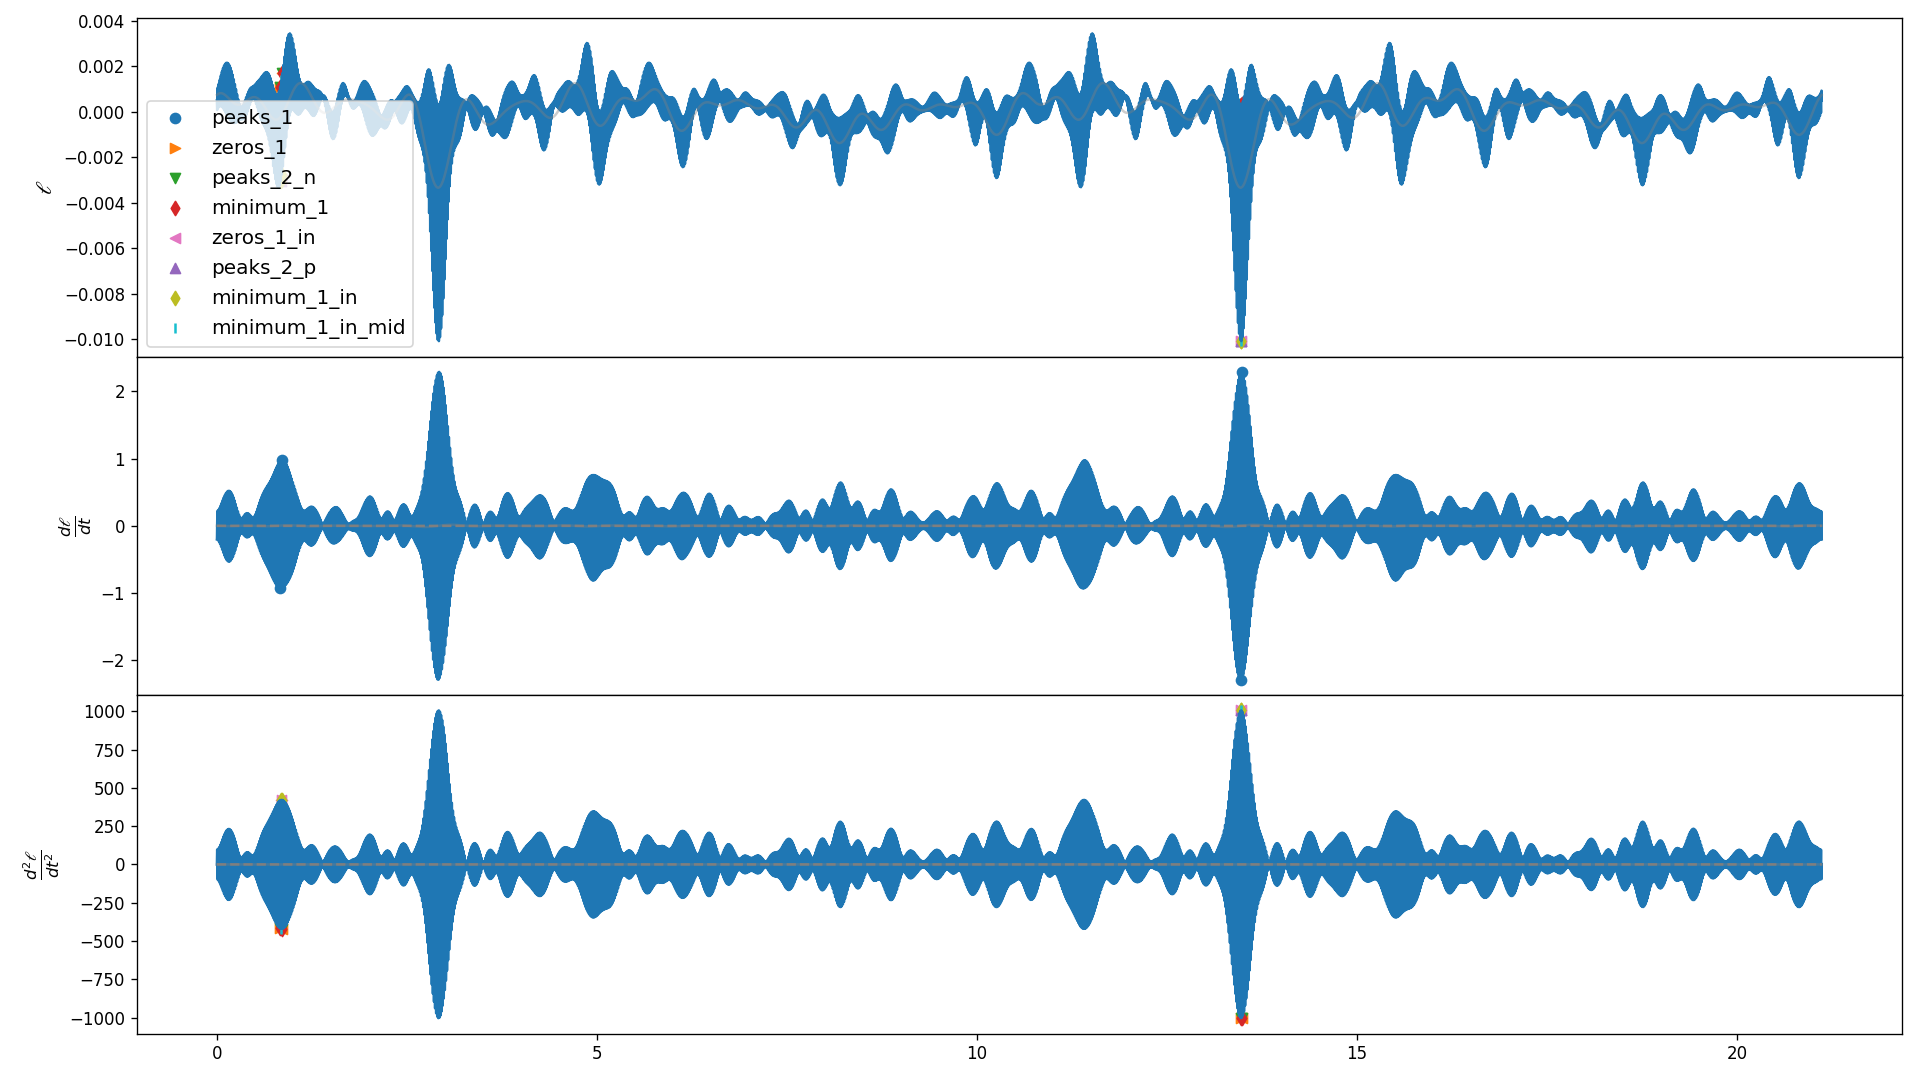 0.004
0.002
0.000
−0.002
−0.004
−0.006
−0.008
−0.010
ℓ
peaks_1
zeros_1
peaks_2_n
minimum_1
zeros_1_in
peaks_2_p
minimum_1_in
minimum_1_in_mid
2
1
0
−1
−2
dℓ
dt
1000
750
500
250
0
−250
−500
−750
−1000
d²ℓ
dt²
0 5 10 15 20